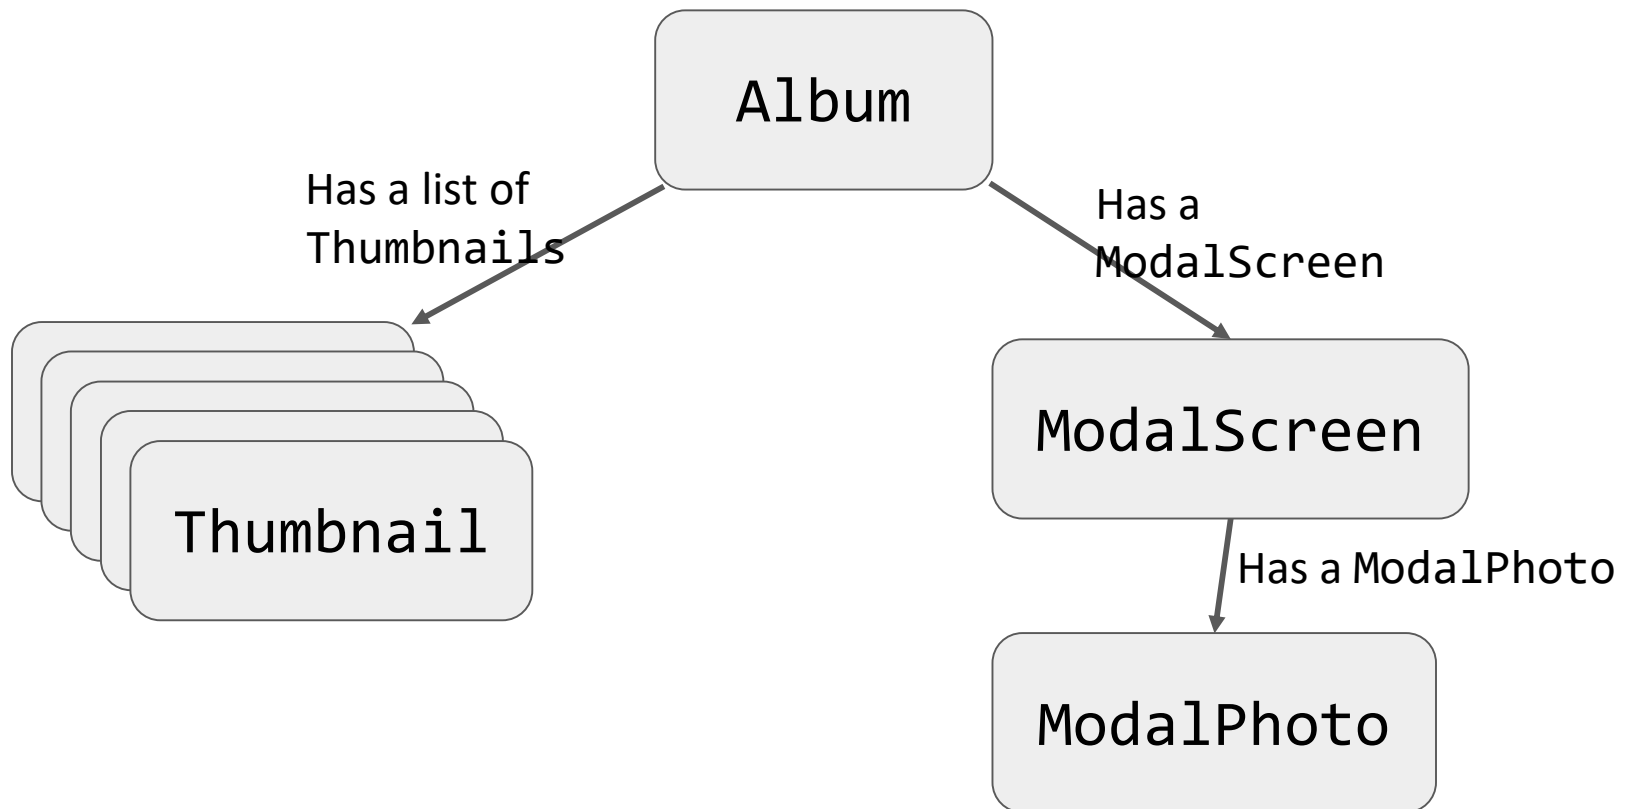 Album
Has a list of
Thumbnails
Has a
ModalScreen
ModalScreen
Thumbnail
Has a ModalPhoto
ModalPhoto